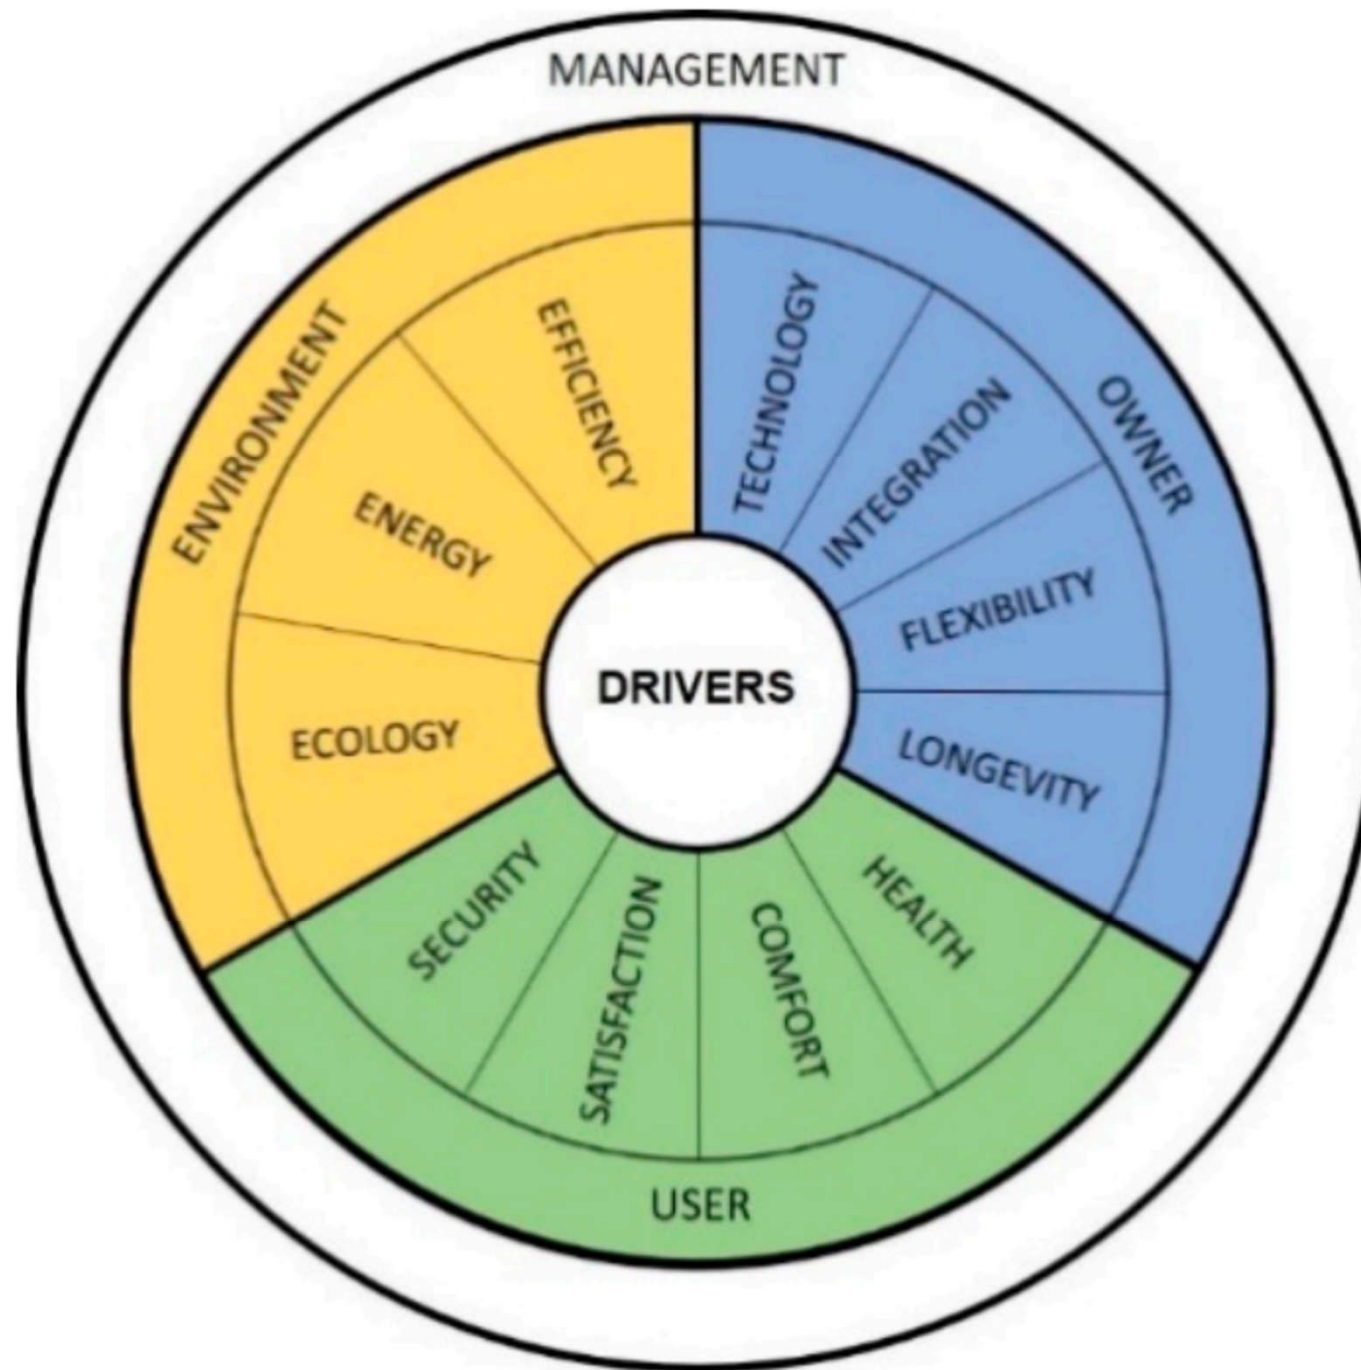 MANAGEMENT
ENVIRONMENT
EFFICIENCY
ENERGY
ECOLOGY
OWNER
TECHNOLOGY
INTEGRATION
FLEXIBILITY
LONGEVITY
DRIVERS
SECURITY
SATISFACTION
COMFORT
HEALTH
USER